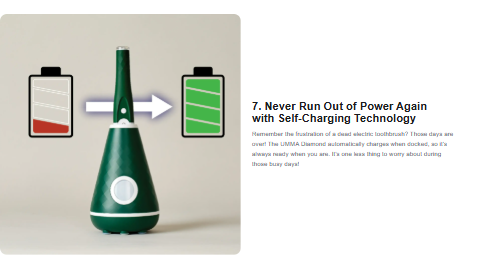 7. Never Run Out of Power Again
with Self-Charging Technology
Remember the frustration of a dead electric toothbrush? Those days are
over! The UMMA Diamond automatically charges when docked, so it's
always ready when you are. It's one less thing to worry about during
those busy days!